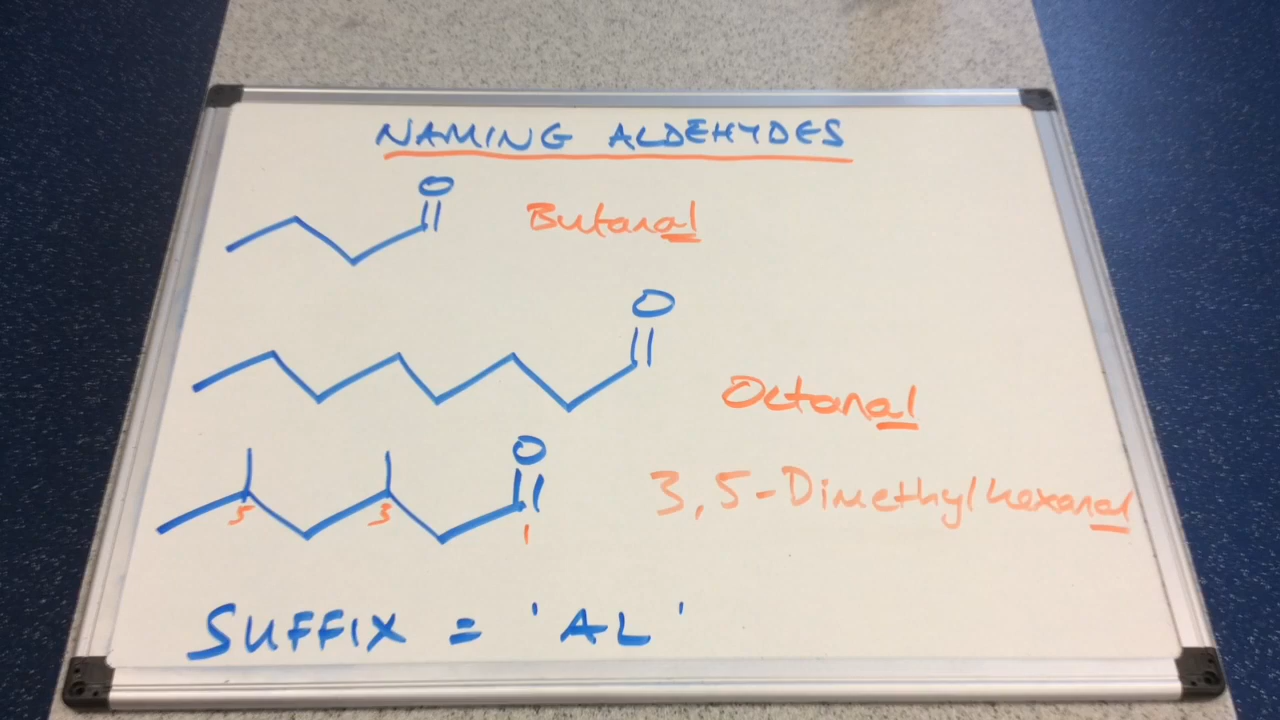 NAMING ALDEHYDES
O
Butanal
O
Octanal
O
5 3 1
3,5-Dimethylhexanal
SUFFIX = 'AL'